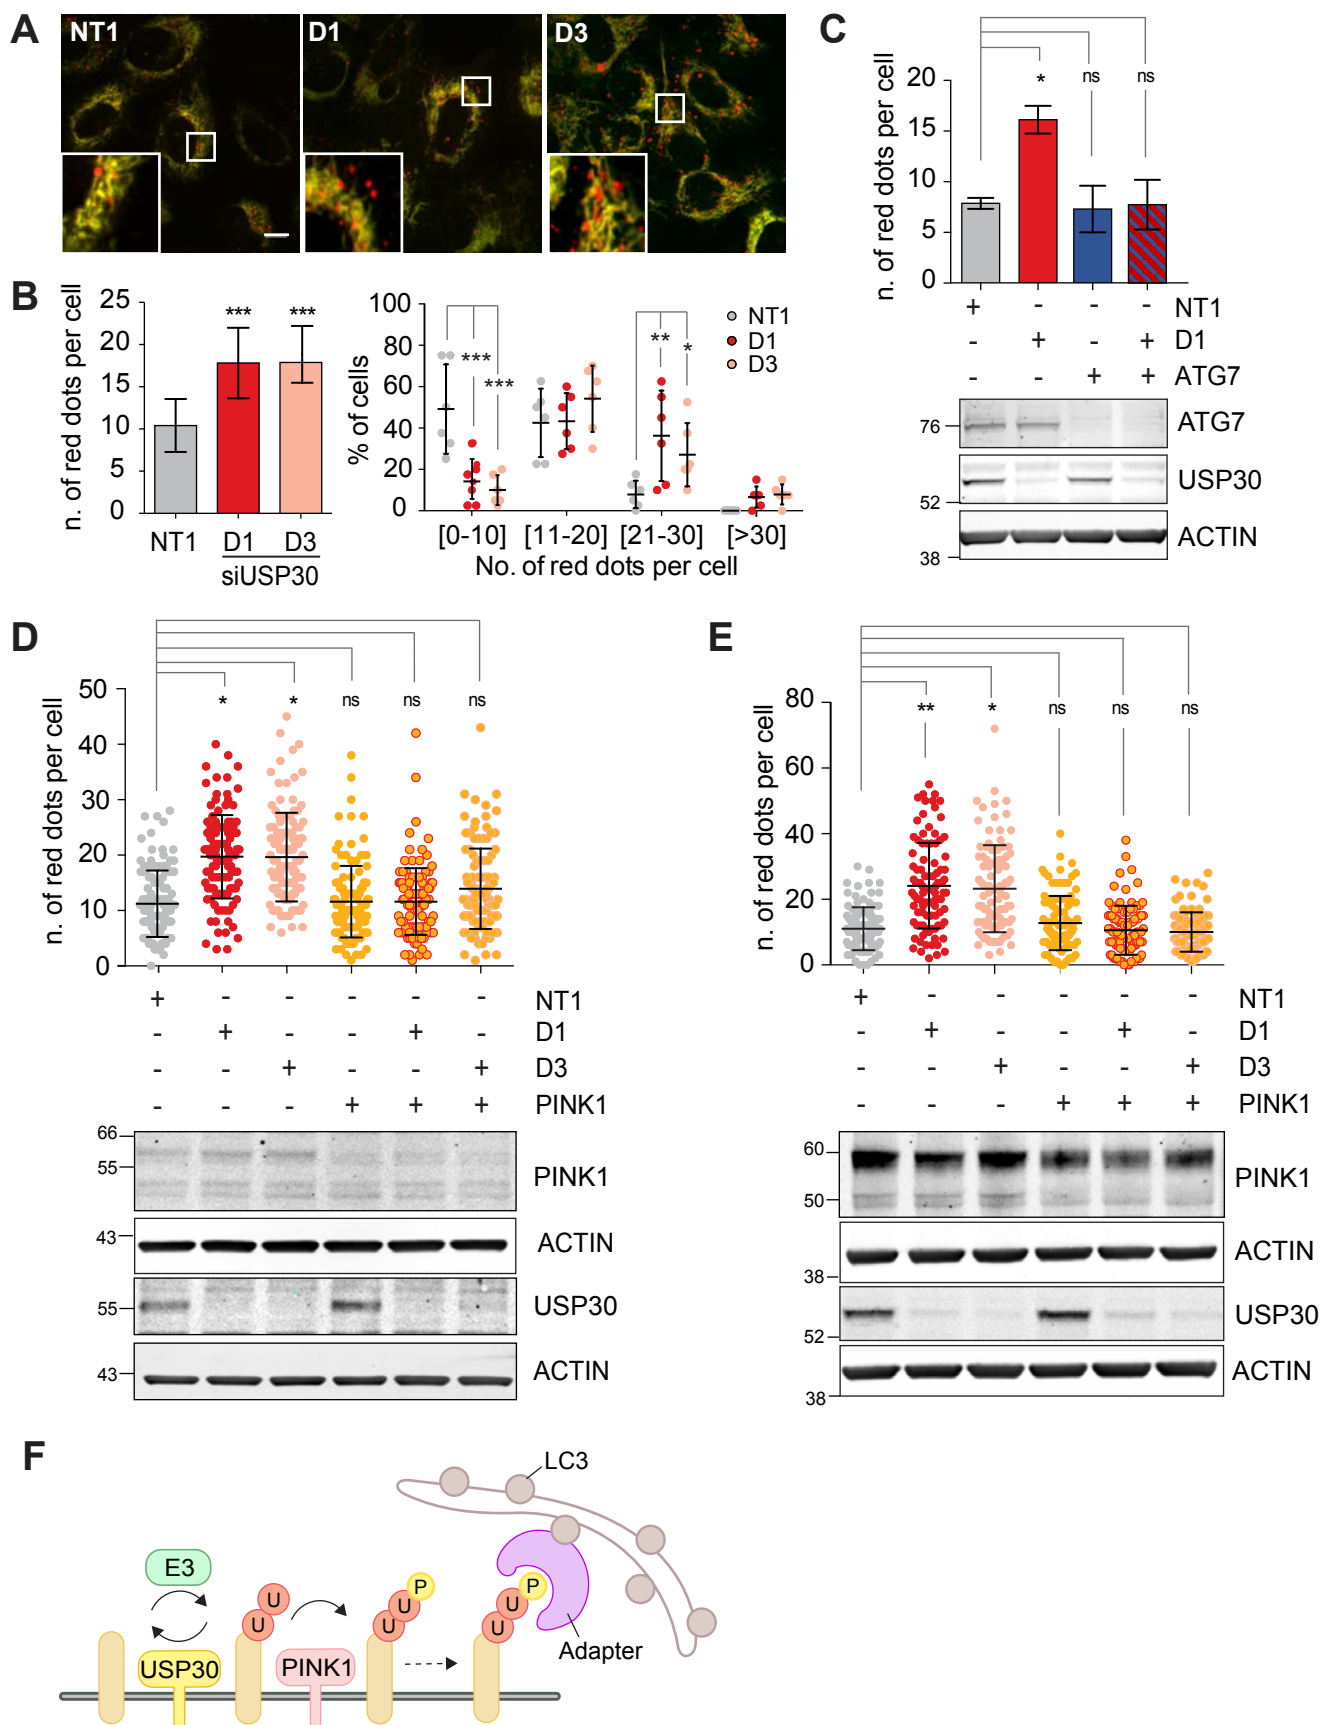 A
NT1
D1
D3
B
n. of red dots per cell
25
20
15
10
5
0
***
***
NT1
D1
D3
siUSP30
% of cells
100
80
60
40
20
0
***
***
**
*
NT1
D1
D3
[0-10]
[11-20]
[21-30]
[>30]
No. of red dots per cell
C
n. of red dots per cell
20
15
10
5
0
*
ns
ns
+ - - - NT1
- + - + D1
- - + + ATG7
76
ATG7
USP30
52
ACTIN
38
D
n. of red dots per cell
50
40
30
20
10
0
*
*
ns
ns
ns
+ - - - - - NT1
- + - - + - D1
- - + - - + D3
- - - + + + PINK1
66
55
PINK1
43
ACTIN
55
USP30
43
ACTIN
E
n. of red dots per cell
80
60
40
20
0
**
*
ns
ns
ns
+ - - - - - NT1
- + - - + - D1
- - + - - + D3
- - - + + + PINK1
60
50
PINK1
ACTIN
38
USP30
52
ACTIN
38
F
LC3
E3
U
U
P
U
U
P
U
U
Adapter
USP30
PINK1